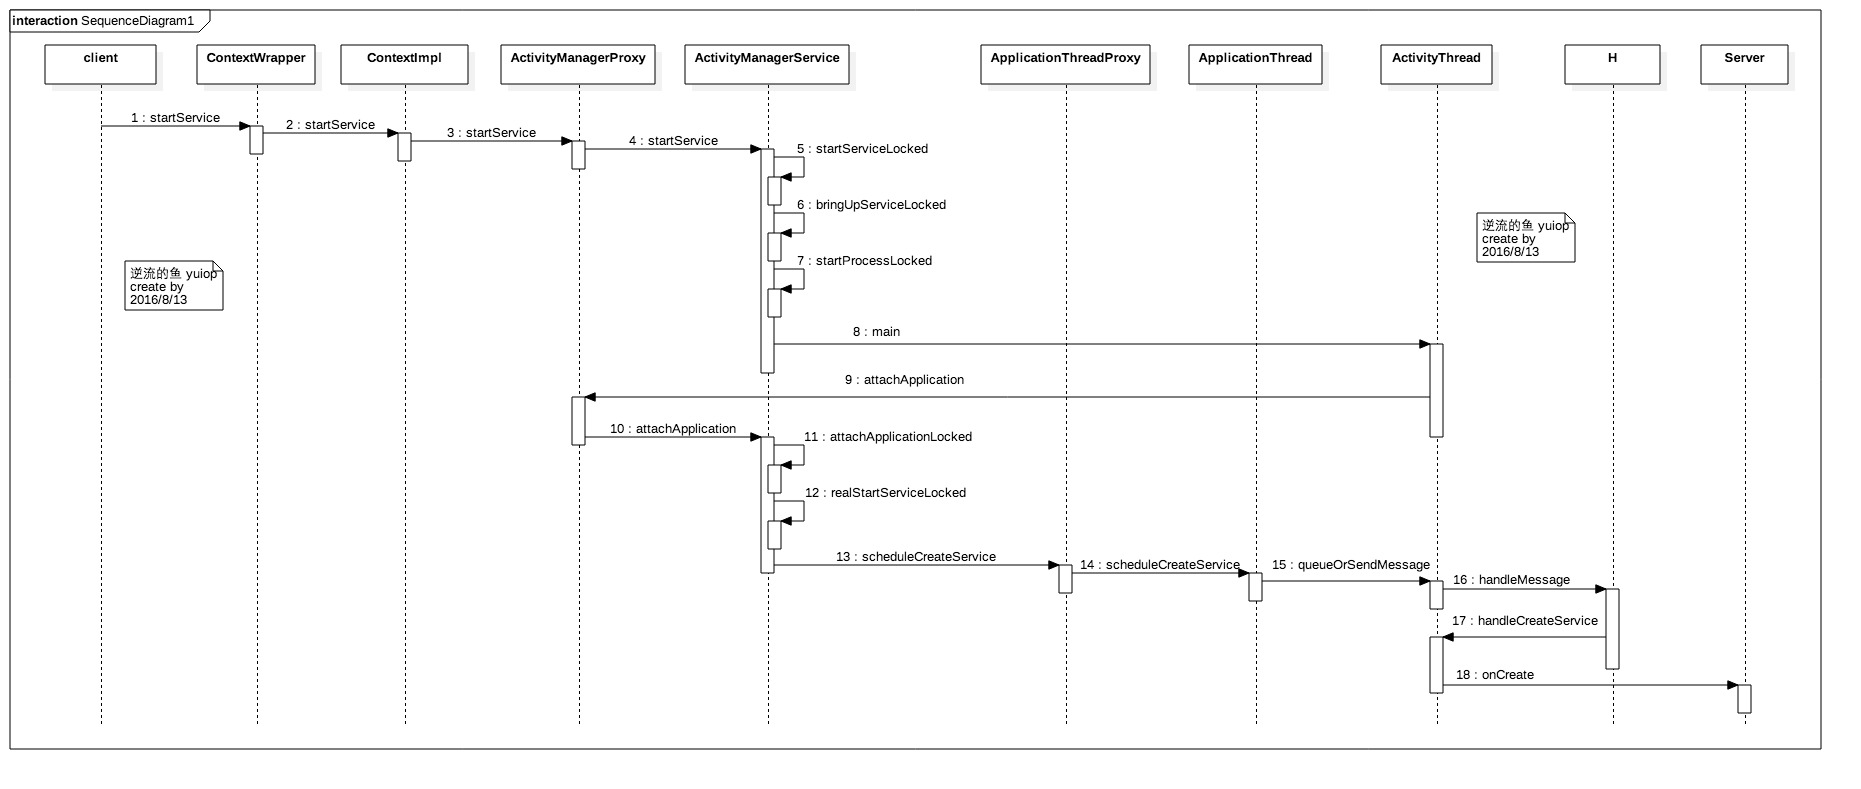 interaction SequenceDiagram1
client
ContextWrapper
ContextImpl
ActivityManagerProxy
ActivityManagerService
ApplicationThreadProxy
ApplicationThread
ActivityThread
H
Server
1 : startService
2 : startService
3 : startService
4 : startService
5 : startServiceLocked
6 : bringUpServiceLocked
7 : startProcessLocked
逆流的鱼 yuiop
create by
2016/8/13
逆流的鱼 yuiop
create by
2016/8/13
8 : main
9 : attachApplication
10 : attachApplication
11 : attachApplicationLocked
12 : realStartServiceLocked
13 : scheduleCreateService
14 : scheduleCreateService
15 : queueOrSendMessage
16 : handleMessage
17 : handleCreateService
18 : onCreate